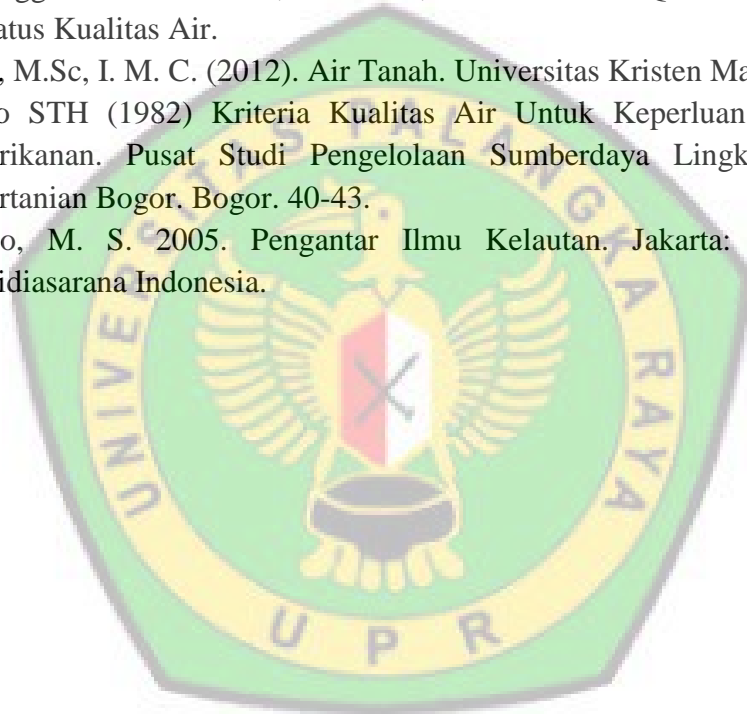 atus Kualitas Air.
, M.Sc, I. M. C. (2012). Air Tanah. Universitas Kristen Ma
o STH (1982) Kriteria Kualitas Air Untuk Keperluan
rikanan. Pusat Studi Pengelolaan Sumberdaya Lingk
rtanian Bogor. Bogor. 40-43.
o, M. S. 2005. Pengantar Ilmu Kelautan. Jakarta:
idiasarana Indonesia.
UNIVERSITAS PALANGKA RAYA
UPR